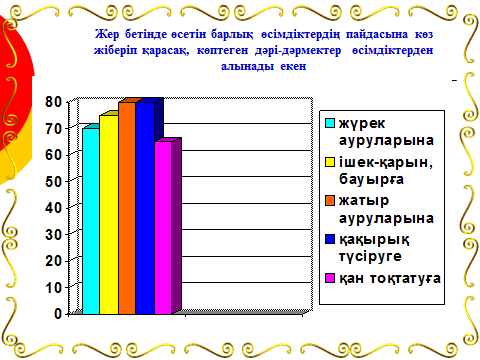 Жер бетінде өсетін барлық өсімдіктердің пайдасына көз
жіберіп қарасақ, көптеген дәрі-дәрмектер өсімдіктерден
алынады екен
80
70
60
50
40
30
20
10
0
жүрек
ауруларына
ішек-қарын,
бауырға
жатыр
ауруларына
қақырық
түсіруге
қан тоқтатуға